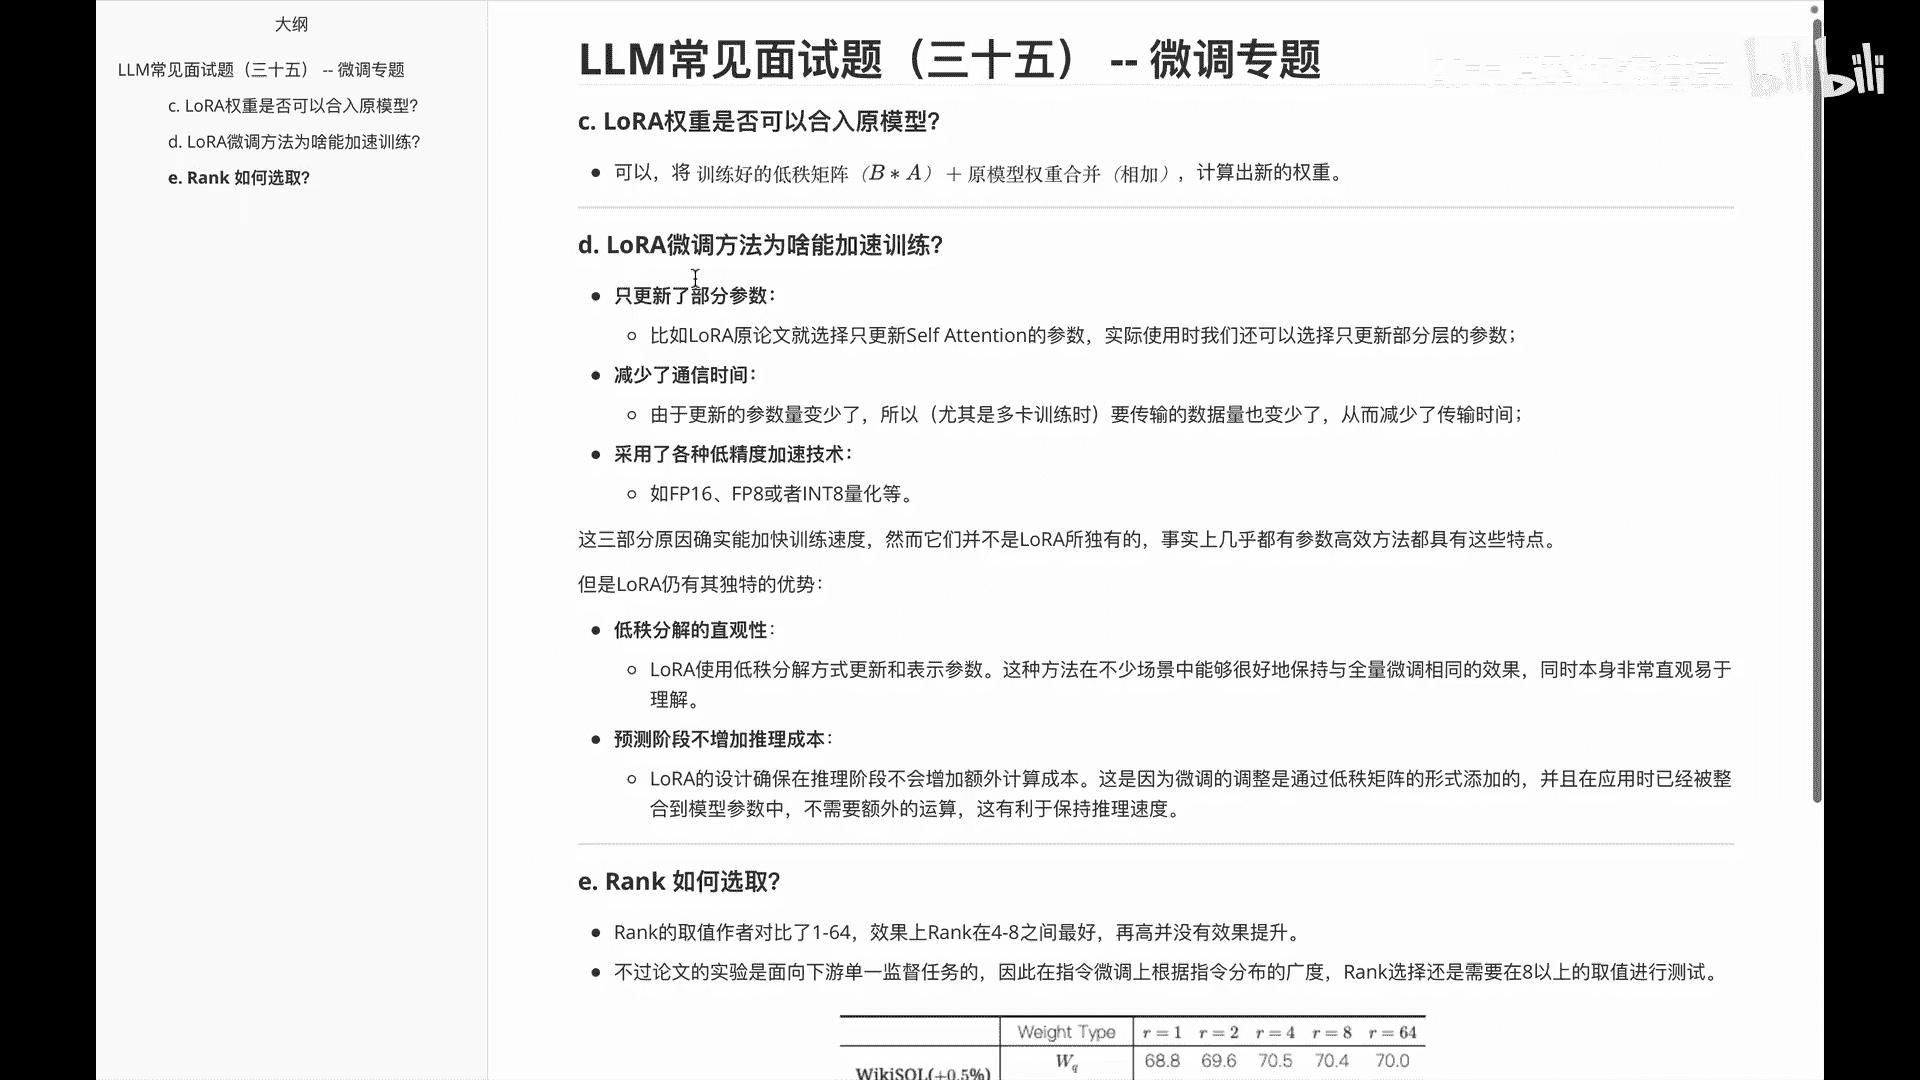 大纲
LLM常见面试题（三十五） -- 微调专题
c. LoRA权重是否可以合入原模型?
d. LoRA微调方法为啥能加速训练?
e. Rank 如何选取?
LLM常见面试题（三十五） -- 微调专题
bilibili
c. LoRA权重是否可以合入原模型?
可以，将 训练好的低秩矩阵（B * A）+ 原模型权重合并（相加），计算出新的权重。
d. LoRA微调方法为啥能加速训练?
只更新了部分参数：
比如LoRA原论文就选择只更新Self Attention的参数，实际使用时我们还可以选择只更新部分层的参数；
减少了通信时间：
由于更新的参数量变少了，所以（尤其是多卡训练时）要传输的数据量也变少了，从而减少了传输时间；
采用了各种低精度加速技术：
如FP16、FP8或者INT8量化等。
这三部分原因确实能加快训练速度，然而它们并不是LoRA所独有的，事实上几乎都有参数高效方法都具有这些特点。
但是LoRA仍有其独特的优势：
低秩分解的直观性：
LoRA使用低秩分解方式更新和表示参数。这种方法在不少场景中能够很好地保持与全量微调相同的效果，同时本身非常直观易于
理解。
预测阶段不增加推理成本：
LoRA的设计确保在推理阶段不会增加额外计算成本。这是因为微调的调整是通过低秩矩阵的形式添加的，并且在应用时已经被整
合到模型参数中，不需要额外的运算，这有利于保持推理速度。
e. Rank 如何选取?
Rank的取值作者对比了1-64，效果上Rank在4-8之间最好，再高并没有效果提升。
不过论文的实验是面向下游单一监督任务的，因此在指令微调上根据指令分布的广度，Rank选择还是需要在8以上的取值进行测试。
Weight Type r = 1 r = 2 r = 4 r = 8 r = 64
Wq 68.8 69.6 70.5 70.4 70.0
WikiSQL(±0.5%)